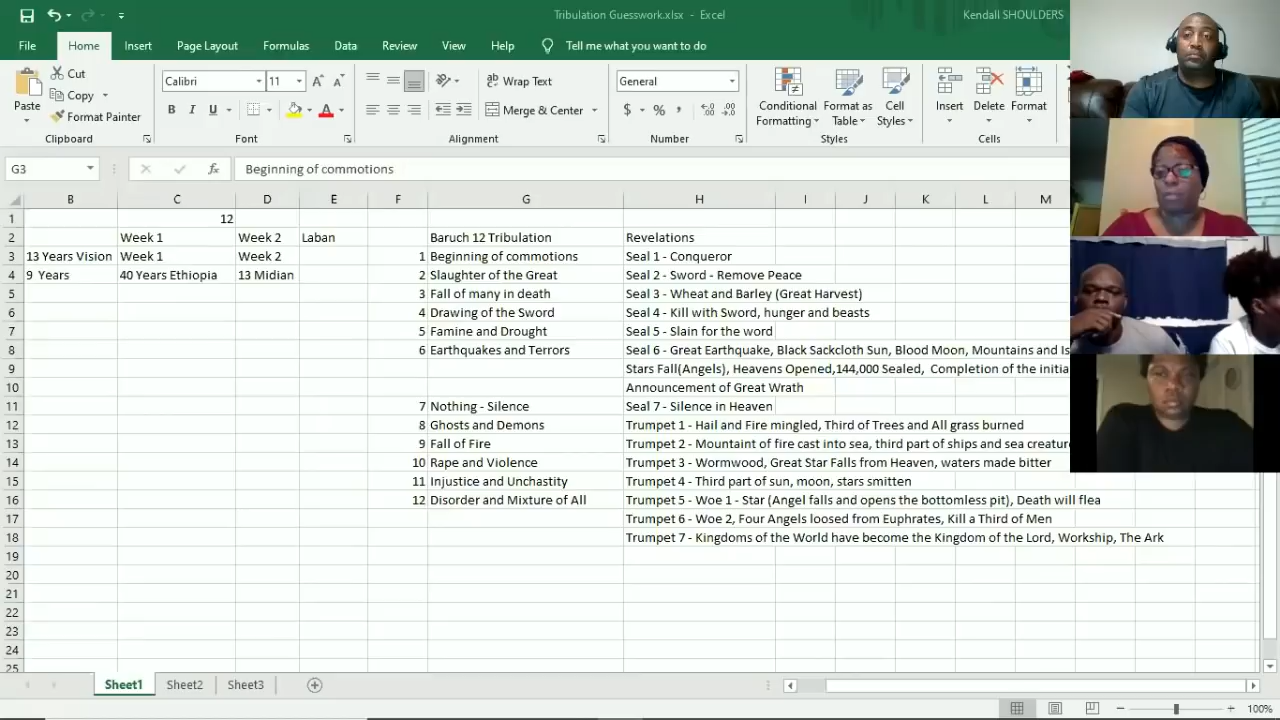 Tribulation Guesswork.xlsx - Excel
Kendall SHOULDERS
File Home Insert Page Layout Formulas Data Review View Help Tell me what you want to do
Paste
Cut
Copy
Format Painter
Clipboard
Calibri 11
B I U
Font
Wrap Text
Merge & Center
Alignment
General
$ % ,
Number
Conditional Formatting
Format as Table
Cell Styles
Styles
Insert Delete Format
Cells
G3 fx Beginning of commotions
B C D E F G H I J K L M
1 12
2 Week 1 Week 2 Laban Baruch 12 Tribulation Revelations
3 13 Years Vision Week 1 Week 2 1 Beginning of commotions Seal 1 - Conqueror
4 9 Years 40 Years Ethiopia 13 Midian 2 Slaughter of the Great Seal 2 - Sword - Remove Peace
5 3 Fall of many in death Seal 3 - Wheat and Barley (Great Harvest)
6 4 Drawing of the Sword Seal 4 - Kill with Sword, hunger and beasts
7 5 Famine and Drought Seal 5 - Slain for the word
8 6 Earthquakes and Terrors Seal 6 - Great Earthquake, Black Sackcloth Sun, Blood Moon, Mountains and Is
9 Stars Fall(Angels), Heavens Opened,144,000 Sealed, Completion of the initia
10 Announcement of Great Wrath
11 7 Nothing - Silence Seal 7 - Silence in Heaven
12 8 Ghosts and Demons Trumpet 1 - Hail and Fire mingled, Third of Trees and All grass burned
13 9 Fall of Fire Trumpet 2 - Mountaint of fire cast into sea, third part of ships and sea creature
14 10 Rape and Violence Trumpet 3 - Wormwood, Great Star Falls from Heaven, waters made bitter
15 11 Injustice and Unchastity Trumpet 4 - Third part of sun, moon, stars smitten
16 12 Disorder and Mixture of All Trumpet 5 - Woe 1 - Star (Angel falls and opens the bottomless pit), Death will flea
17 Trumpet 6 - Woe 2, Four Angels loosed from Euphrates, Kill a Third of Men
18 Trumpet 7 - Kingdoms of the World have become the Kingdom of the Lord, Workship, The Ark
19
20
21
22
23
24
25
Sheet1 Sheet2 Sheet3
100%